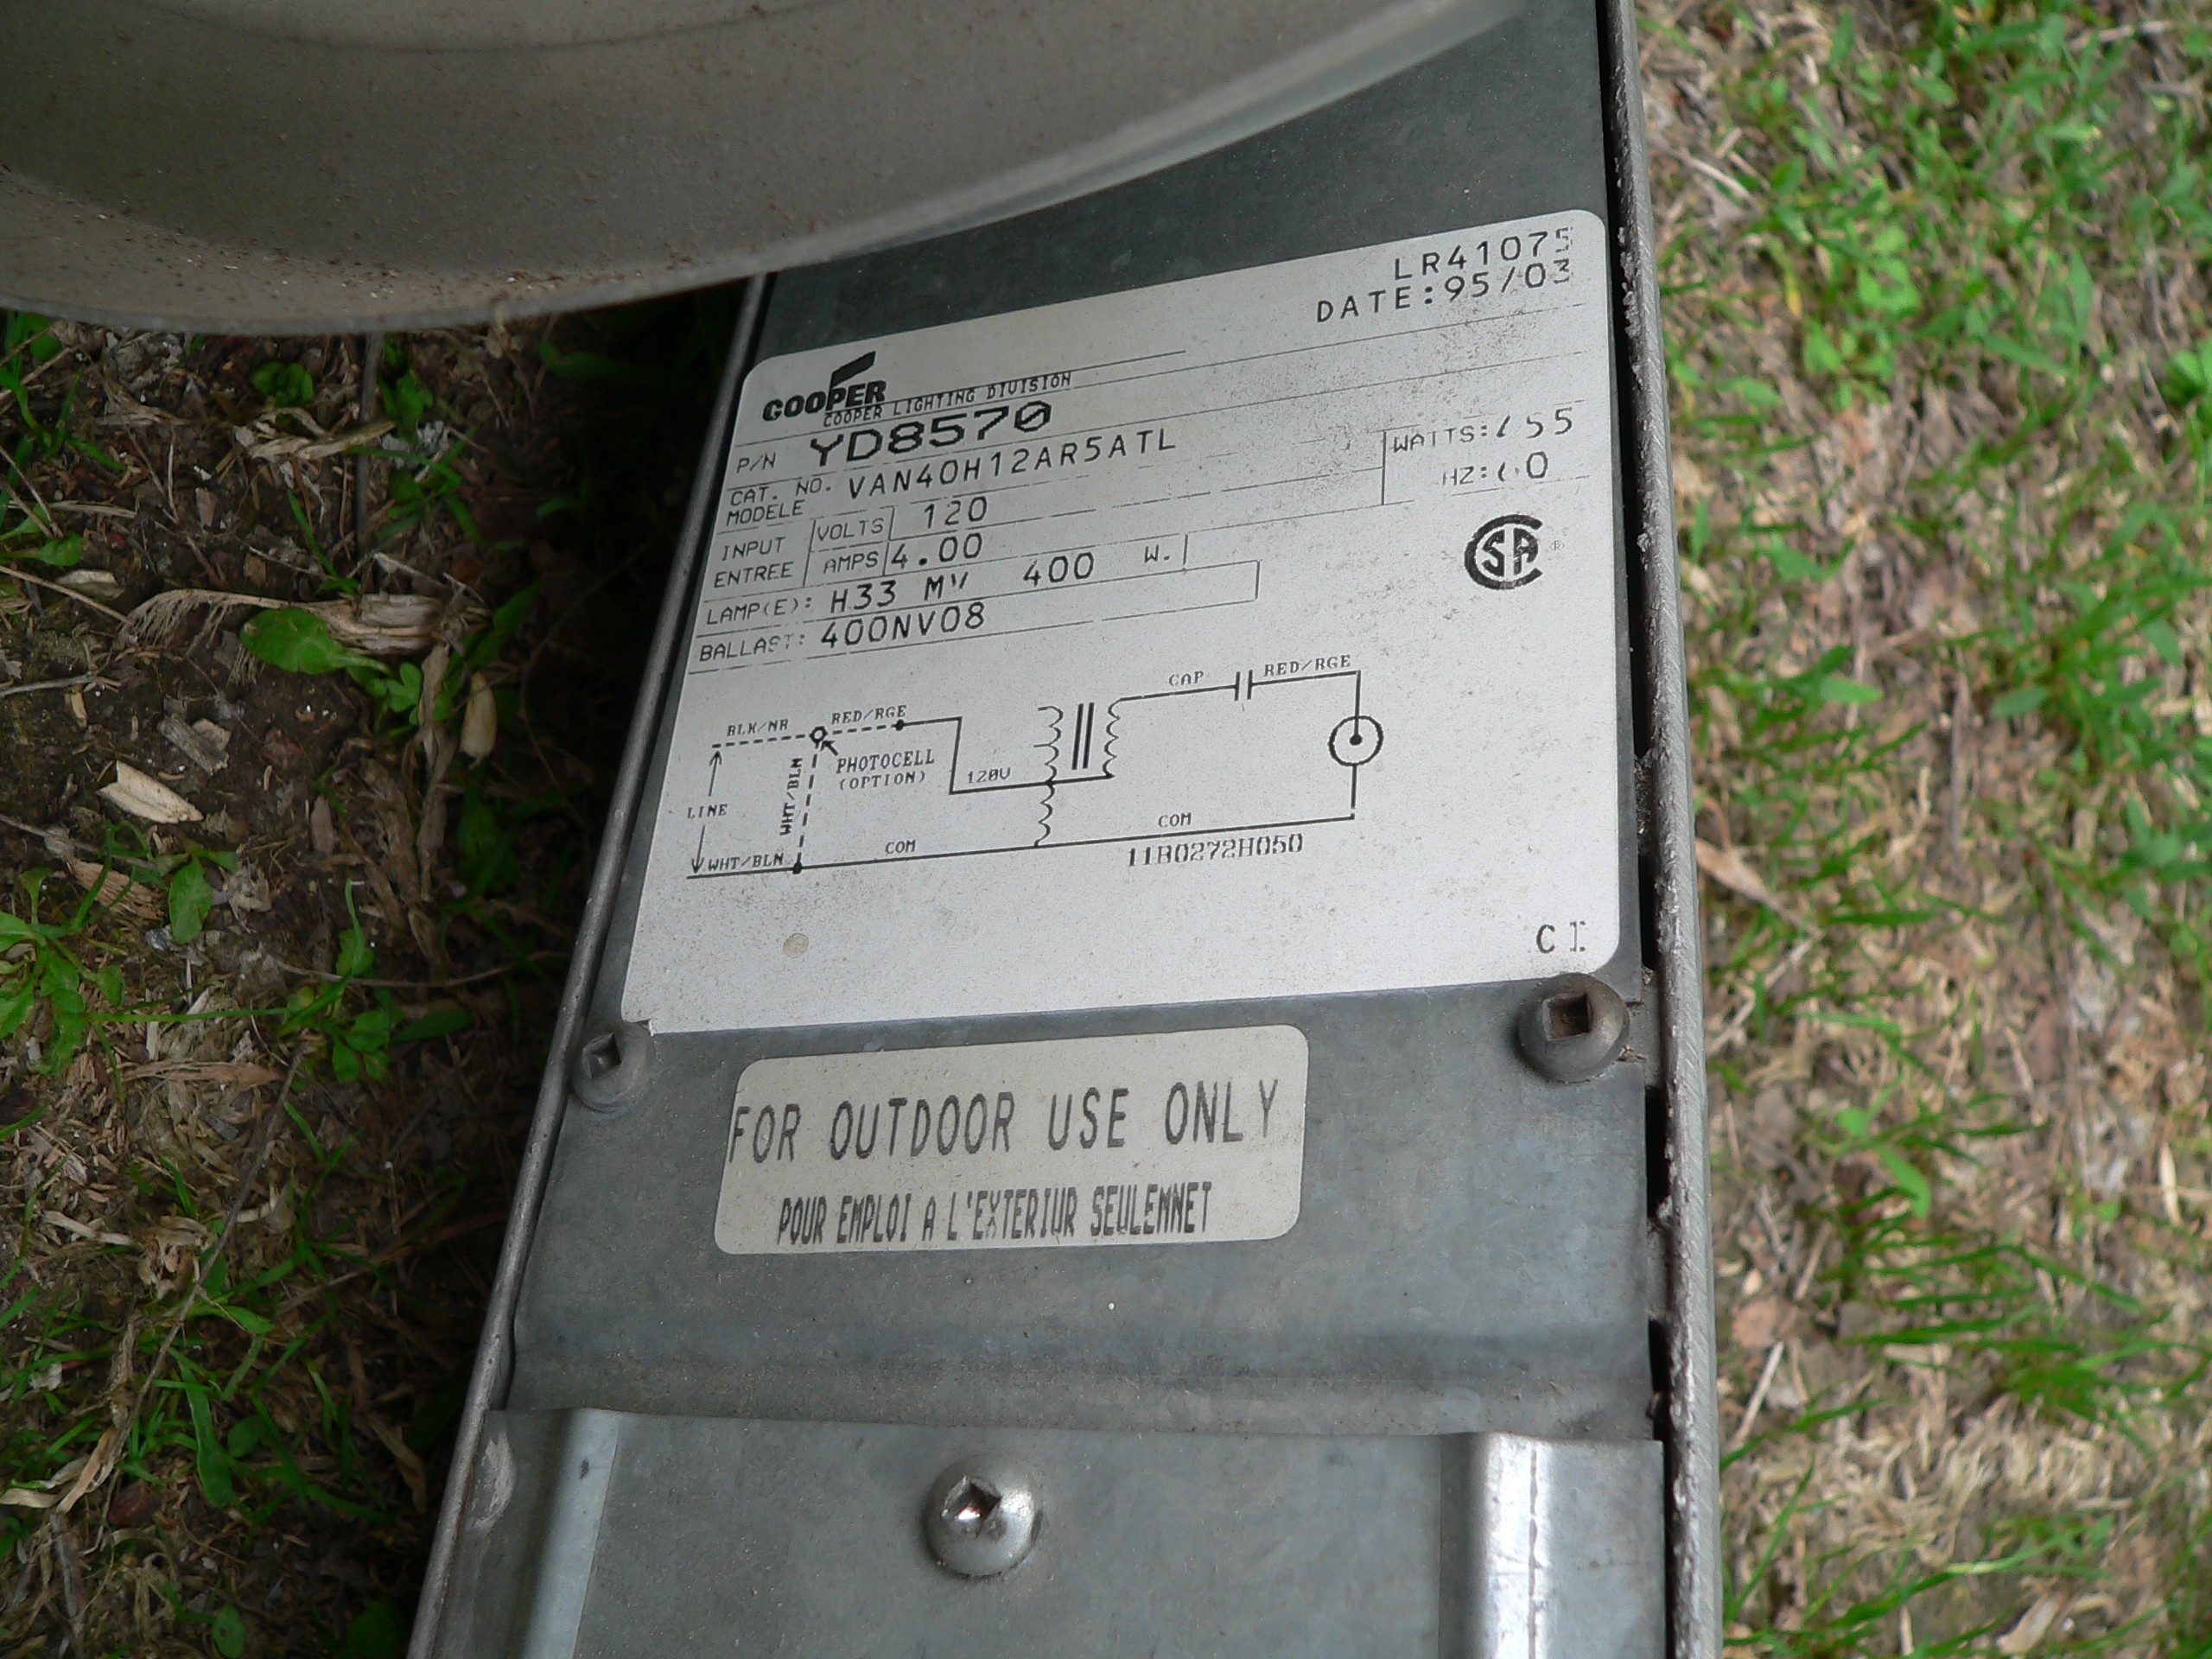 LR41075
DATE:95/03
COOPER
COOPER LIGHTING DIVISION
P/N YD8570
CAT. NO. VAN40H12AR5ATL
MODELE
WATTS:
HZ:
INPUT VOLTS 120
ENTREE AMPS 4.00
LAMP(E): H33 MV 400 W.
BALLAST: 400NV08
CSA
CAP RED/RGE
BLK/NR RED/RGE
PHOTOCELL
(OPTION)
120V
WHT/BLN
LINE
WHT/BLN COM COM
11B0272H050
CI
FOR OUTDOOR USE ONLY
POUR EMPLOI A L'EXTERIUR SEULEMNET